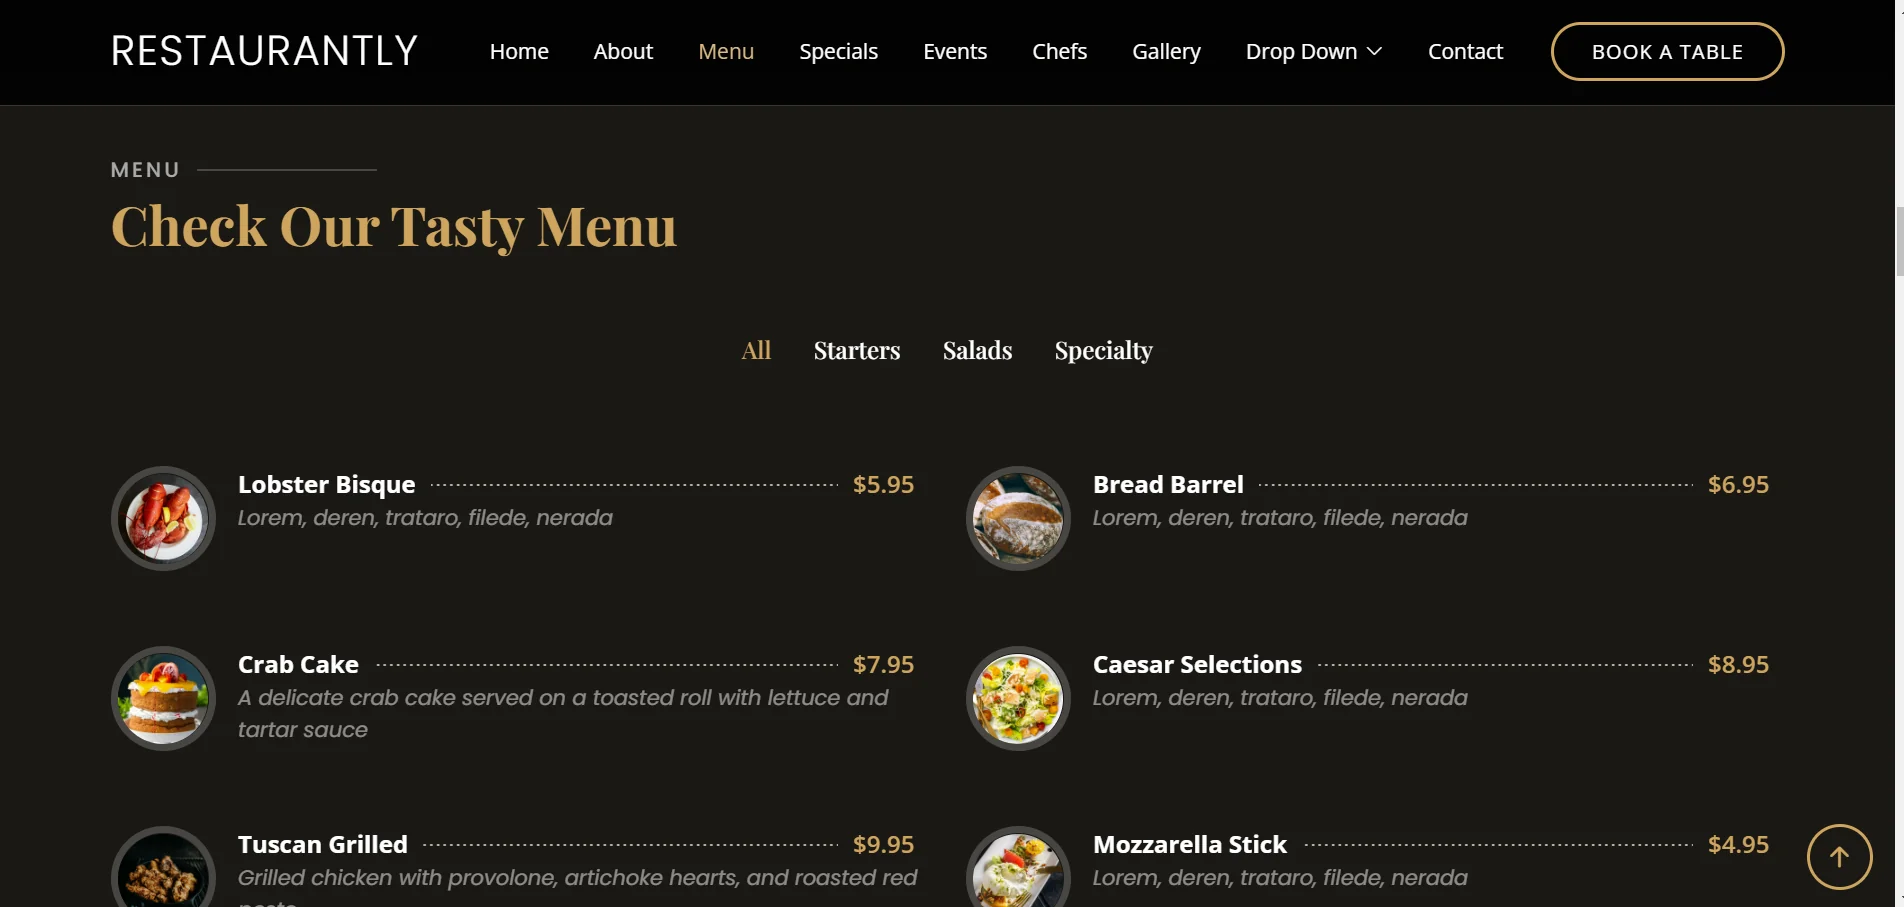 RESTAURANTLY
Home About Menu Specials Events Chefs Gallery Drop Down Contact BOOK A TABLE
MENU
Check Our Tasty Menu
All Starters Salads Specialty
Lobster Bisque $5.95
Lorem, deren, trataro, filede, nerada
Bread Barrel $6.95
Lorem, deren, trataro, filede, nerada
Crab Cake $7.95
A delicate crab cake served on a toasted roll with lettuce and
tartar sauce
Caesar Selections $8.95
Lorem, deren, trataro, filede, nerada
Tuscan Grilled $9.95
Grilled chicken with provolone, artichoke hearts, and roasted red
Mozzarella Stick $4.95
Lorem, deren, trataro, filede, nerada